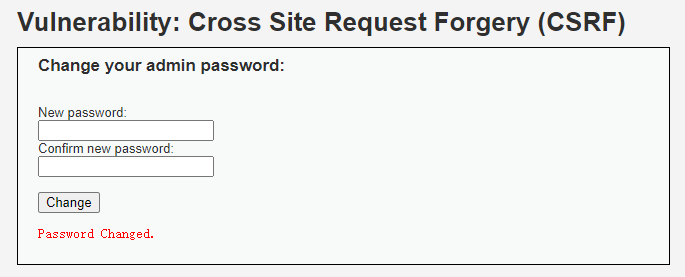 Vulnerability: Cross Site Request Forgery (CSRF)
Change your admin password:
New password:
Confirm new password:
Change
Password Changed.